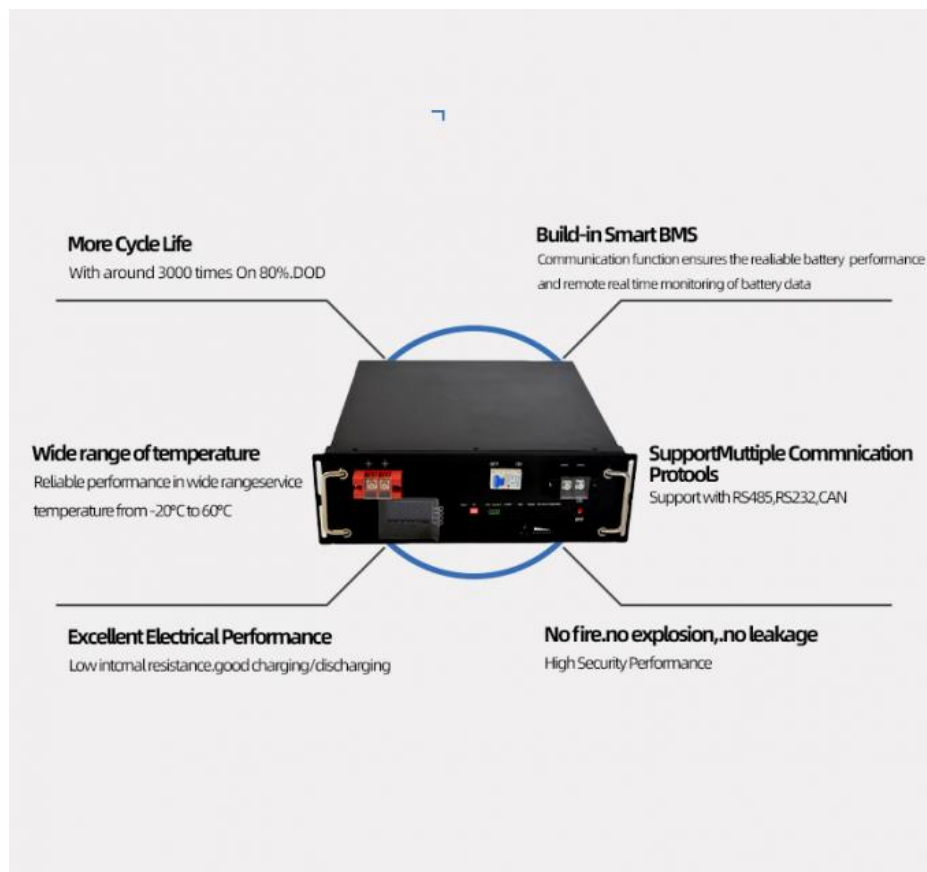 More Cycle Life
With around 3000 times On 80%.DOD
Build-in Smart BMS
Communication function ensures the realiable battery performance
and remote real time monitoring of battery data
Wide range of temperature
Reliable performance in wide rangeservice
temperature from -20°C to 60°C
SupportMuttiple Commnication
Protools
Support with RS485,RS232,CAN
Excellent Electrical Performance
Low intcmal resistance.good charging/discharging
No fire.no explosion,.no leakage
High Security Performance